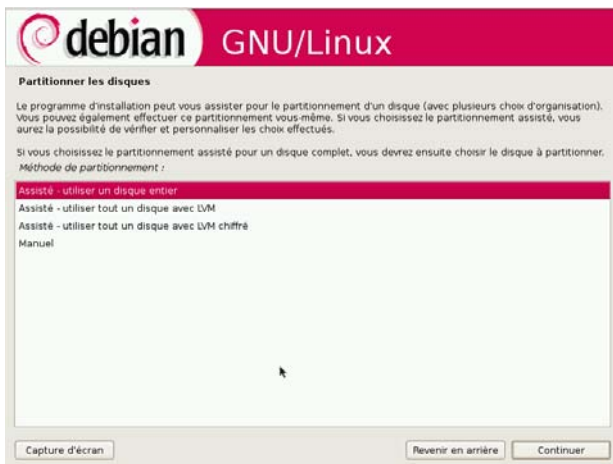 debian GNU/Linux
Partitionner les disques
Le programme d'installation peut vous assister pour le partitionnement d'un disque (avec plusieurs choix d'organisation).
Vous pouvez également effectuer ce partitionnement vous-même. Si vous choisissez le partitionnement assisté, vous
aurez la possibilité de vérifier et personnaliser les choix effectués.
Si vous choisissez le partitionnement assisté pour un disque complet, vous devrez ensuite choisir le disque à partitionner.
Méthode de partitionnement :
Assisté - utiliser un disque entier
Assisté - utiliser tout un disque avec LVM
Assisté - utiliser tout un disque avec LVM chiffré
Manuel
Capture d'écran Revenir en arrière Continuer